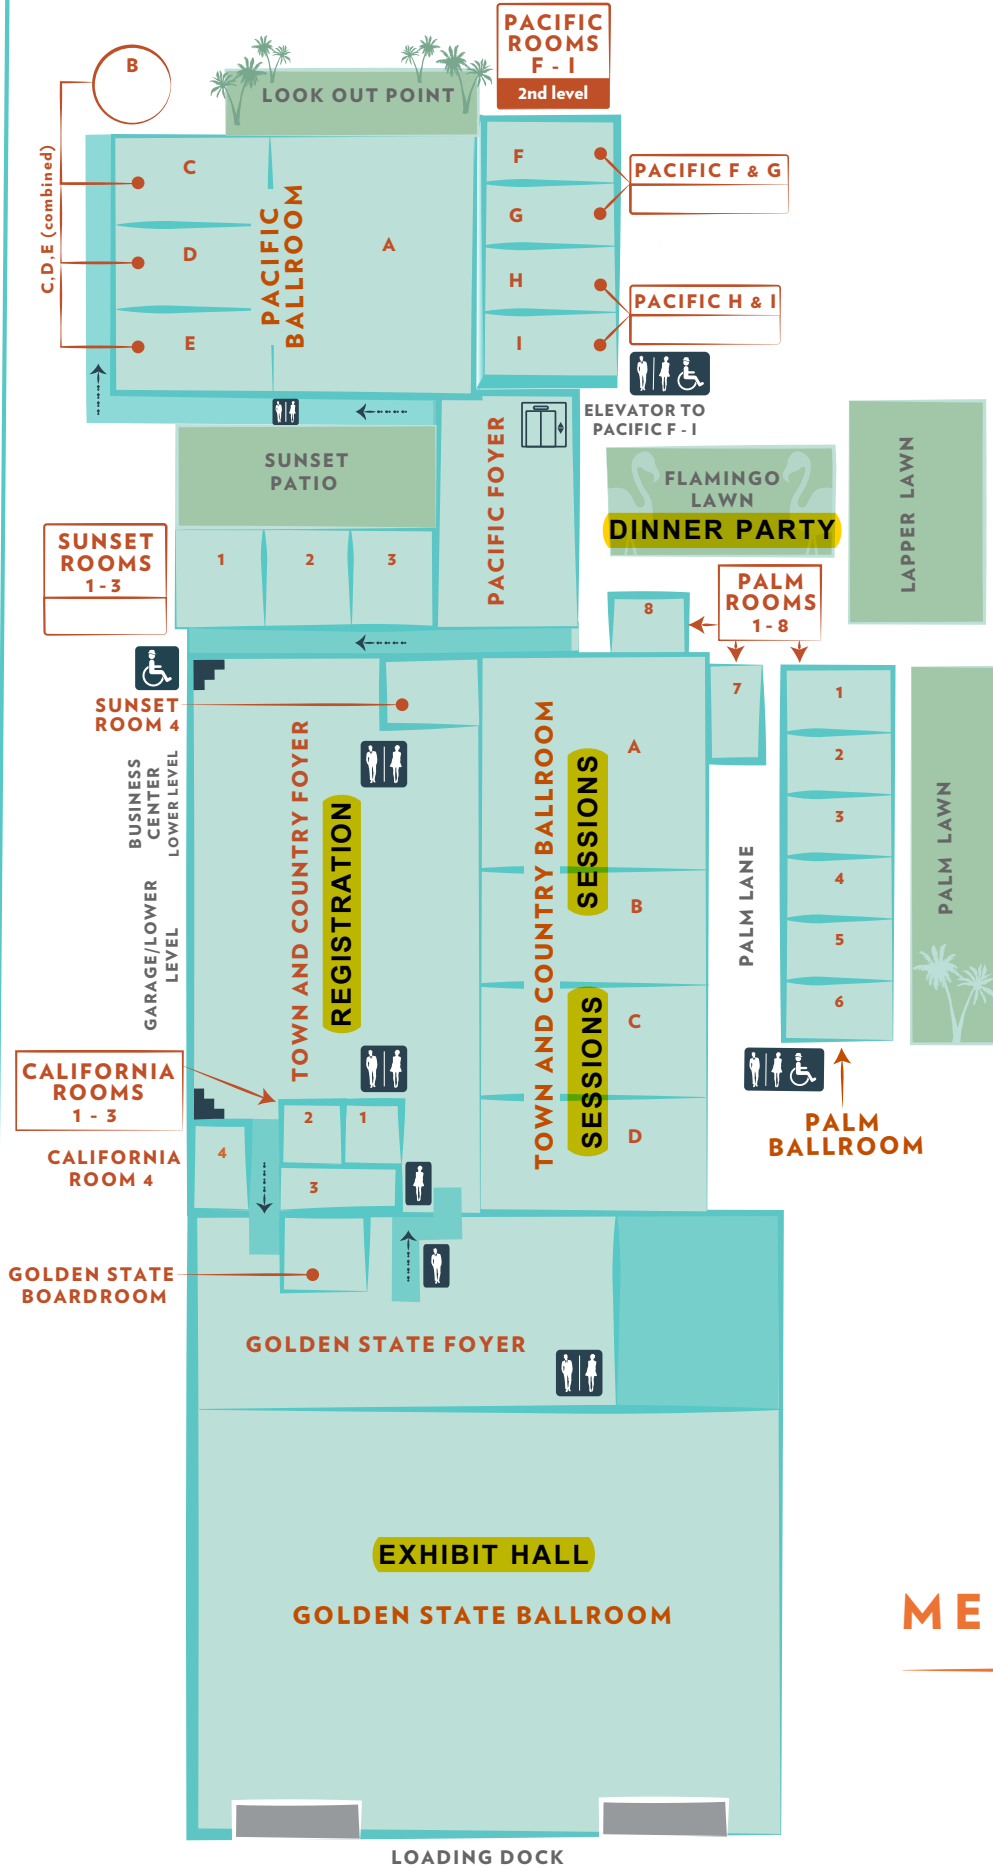 PACIFIC
ROOMS
F - I
2nd level
B
LOOK OUT POINT
C,D,E (combined)
C
D
E
PACIFIC
BALLROOM
A
F
G
H
I
PACIFIC F & G
PACIFIC H & I
ELEVATOR TO
PACIFIC F - I
SUNSET
PATIO
PACIFIC FOYER
FLAMINGO
LAWN
DINNER PARTY
LAPPER LAWN
SUNSET
ROOMS
1 - 3
1
2
3
PALM
ROOMS
1 - 8
8
7
1
2
3
4
5
6
SUNSET
ROOM 4
BUSINESS
CENTER
LOWER LEVEL
GARAGE/LOWER
LEVEL
TOWN AND COUNTRY FOYER
REGISTRATION
TOWN AND COUNTRY BALLROOM
SESSIONS
SESSIONS
A
B
C
D
PALM LANE
PALM LAWN
PALM
BALLROOM
CALIFORNIA
ROOMS
1 - 3
2
1
3
4
CALIFORNIA
ROOM 4
GOLDEN STATE
BOARDROOM
GOLDEN STATE FOYER
EXHIBIT HALL
GOLDEN STATE BALLROOM
ME
LOADING DOCK